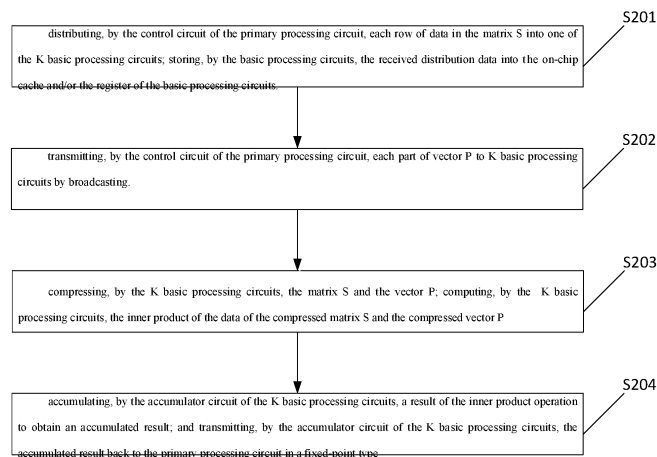 S201
distributing, by the control circuit of the primary processing circuit, each row of data in the matrix S into one of
the K basic processing circuits; storing, by the basic processing circuits, the received distribution data into the on-chip
cache and/or the register of the basic processing circuits.
S202
transmitting, by the control circuit of the primary processing circuit, each part of vector P to K basic processing
circuits by broadcasting.
S203
compressing, by the K basic processing circuits, the matrix S and the vector P; computing, by the K basic
processing circuits, the inner product of the data of the compressed matrix S and the compressed vector P
S204
accumulating, by the accumulator circuit of the K basic processing circuits, a result of the inner product operation
to obtain an accumulated result; and transmitting, by the accumulator circuit of the K basic processing circuits, the
accumulated result back to the primary processing circuit in a fixed-point type